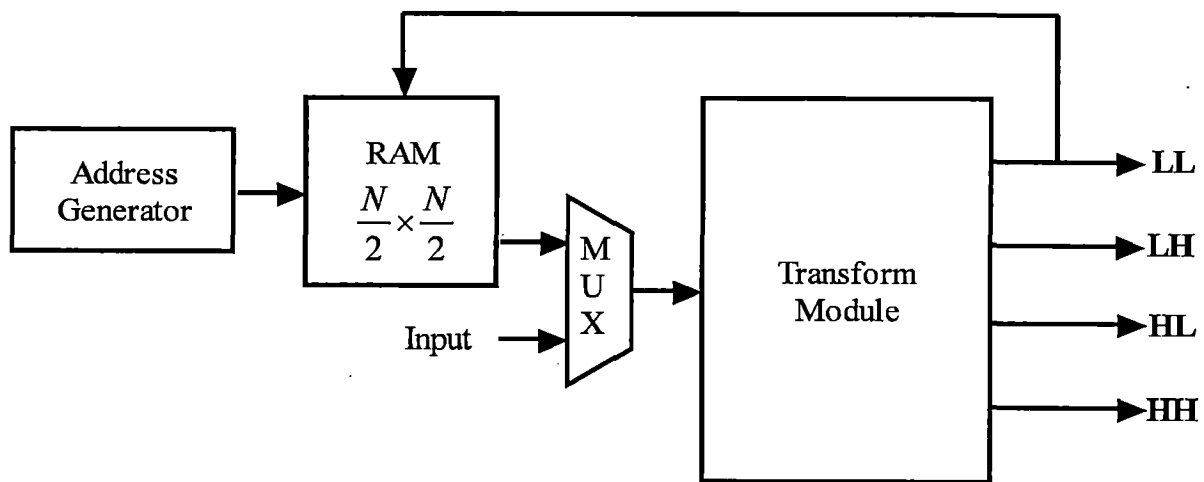 Address
Generator
RAM
N/2 × N/2
M
U
X
Input
Transform
Module
LL
LH
HL
HH